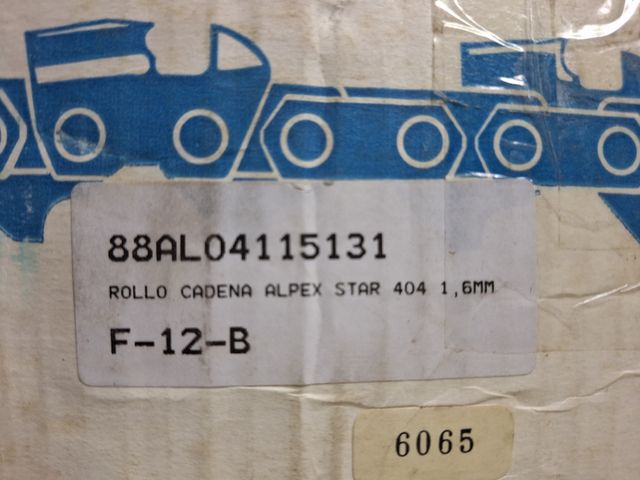 88AL04115131
ROLLO CADENA ALPEX STAR 404 1,6MM
F-12-B
6065